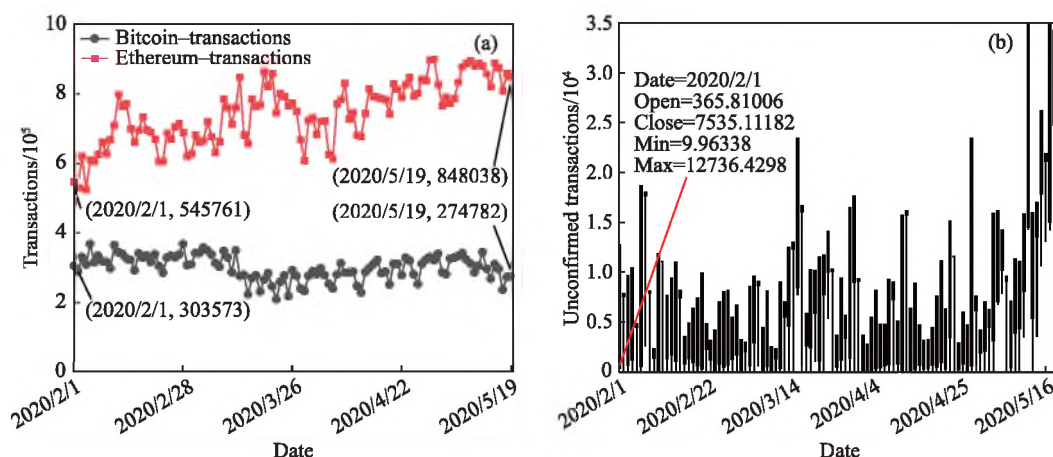 10
8
6
4
2
0
Transactions/10⁵
Bitcoin–transactions
Ethereum–transactions
(a)
(2020/5/19, 848038)
(2020/2/1, 545761)
(2020/5/19, 274782)
(2020/2/1, 303573)
2020/2/1
2020/2/28
2020/3/26
2020/4/22
2020/5/19
Date
3.5
3.0
2.5
2.0
1.5
1.0
0.5
0
Unconfirmed transactions/10⁴
(b)
Date=2020/2/1
Open=365.81006
Close=7535.11182
Min=9.96338
Max=12736.4298
2020/2/1
2020/2/22
2020/3/14
2020/4/4
2020/4/25
2020/5/16
Date